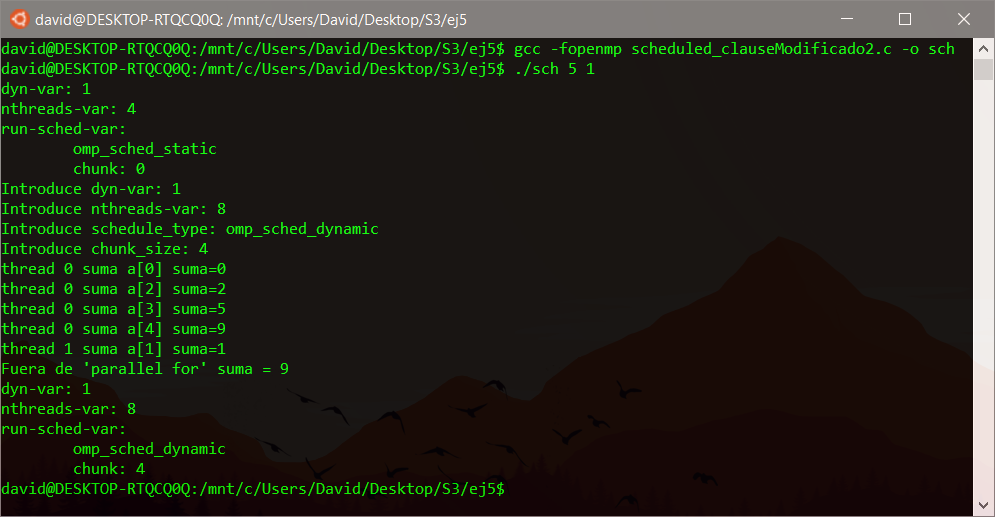 david@DESKTOP-RTQCQ0Q: /mnt/c/Users/David/Desktop/S3/ej5
david@DESKTOP-RTQCQ0Q:/mnt/c/Users/David/Desktop/S3/ej5$ gcc -fopenmp scheduled_clauseModificado2.c -o sch
david@DESKTOP-RTQCQ0Q:/mnt/c/Users/David/Desktop/S3/ej5$ ./sch 5 1
dyn-var: 1
nthreads-var: 4
run-sched-var:
        omp_sched_static
        chunk: 0
Introduce dyn-var: 1
Introduce nthreads-var: 8
Introduce schedule_type: omp_sched_dynamic
Introduce chunk_size: 4
thread 0 suma a[0] suma=0
thread 0 suma a[2] suma=2
thread 0 suma a[3] suma=5
thread 0 suma a[4] suma=9
thread 1 suma a[1] suma=1
Fuera de 'parallel for' suma = 9
dyn-var: 1
nthreads-var: 8
run-sched-var:
        omp_sched_dynamic
        chunk: 4
david@DESKTOP-RTQCQ0Q:/mnt/c/Users/David/Desktop/S3/ej5$